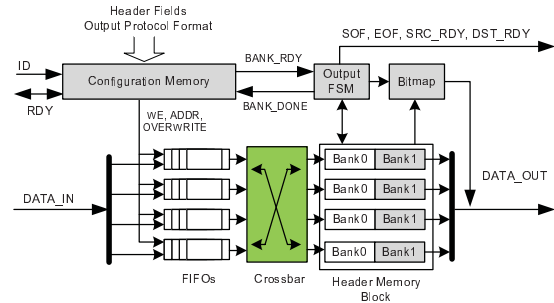 Header Fields
Output Protocol Format
SOF, EOF, SRC_RDY, DST_RDY
ID
RDY
Configuration Memory
BANK_RDY
BANK_DONE
Output
FSM
Bitmap
WE, ADDR,
OVERWRITE
DATA_IN
Bank0 Bank1
Bank0 Bank1
Bank0 Bank1
Bank0 Bank1
DATA_OUT
FIFOs
Crossbar
Header Memory
Block